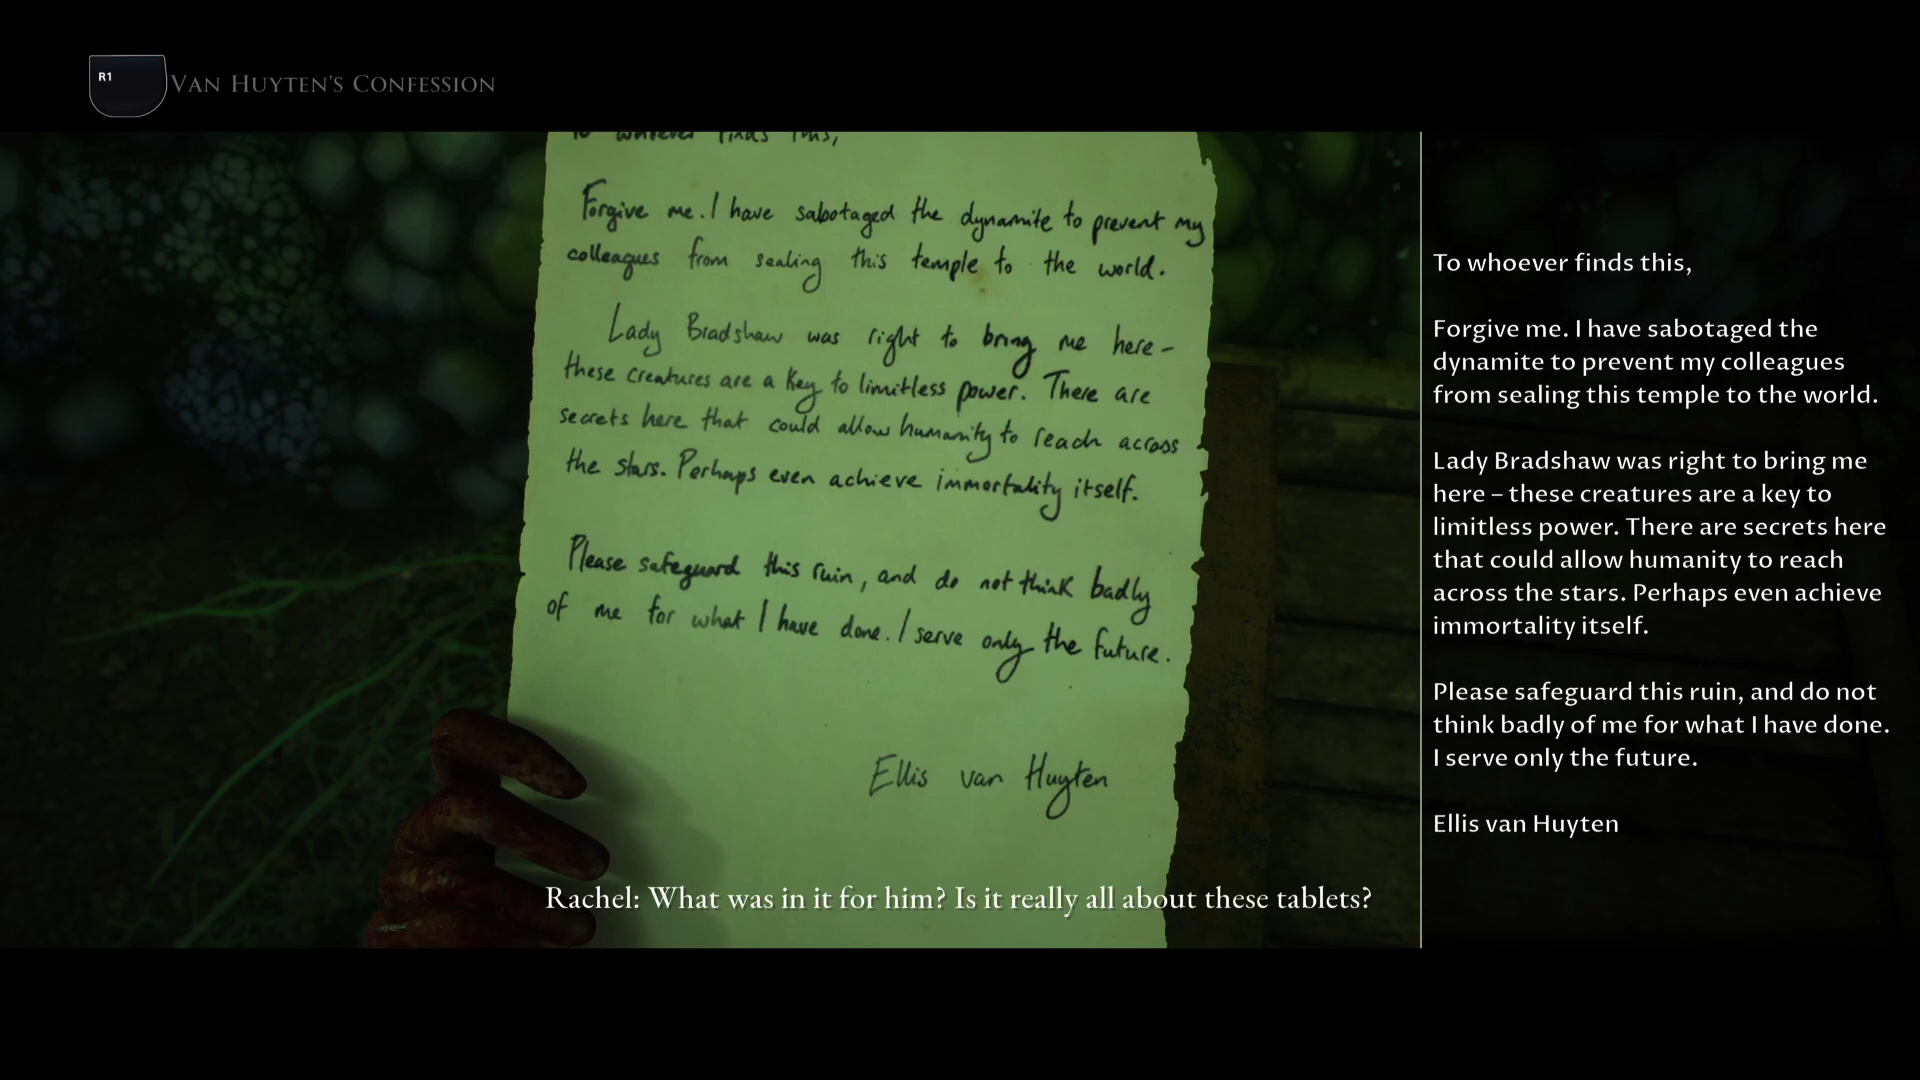 R1
VAN HUYTEN'S CONFESSION
To whoever finds this,
Forgive me. I have sabotaged the dynamite to prevent my
colleagues from sealing this temple to the world.
Lady Bradshaw was right to bring me here –
these creatures are a key to limitless power. There are
secrets here that could allow humanity to reach across
the stars. Perhaps even achieve immortality itself.
Please safeguard this ruin, and do not think badly
of me for what I have done. I serve only the future.
Ellis van Huyten
Rachel: What was in it for him? Is it really all about these tablets?
To whoever finds this,
Forgive me. I have sabotaged the
dynamite to prevent my colleagues
from sealing this temple to the world.
Lady Bradshaw was right to bring me
here – these creatures are a key to
limitless power. There are secrets here
that could allow humanity to reach
across the stars. Perhaps even achieve
immortality itself.
Please safeguard this ruin, and do not
think badly of me for what I have done.
I serve only the future.
Ellis van Huyten